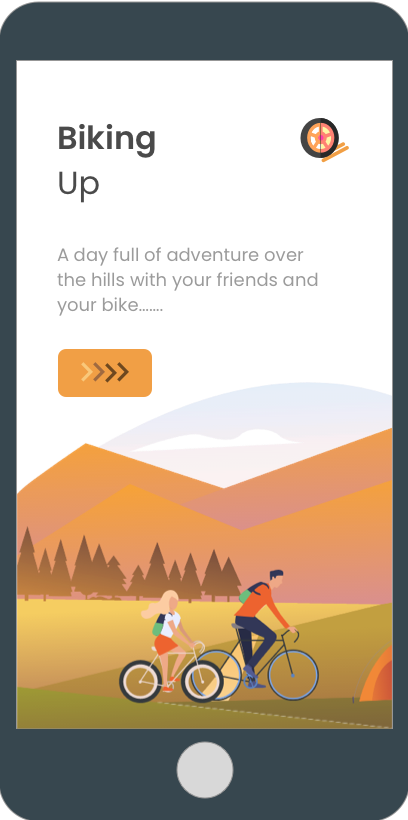 Biking
Up
A day full of adventure over
the hills with your friends and
your bike.......